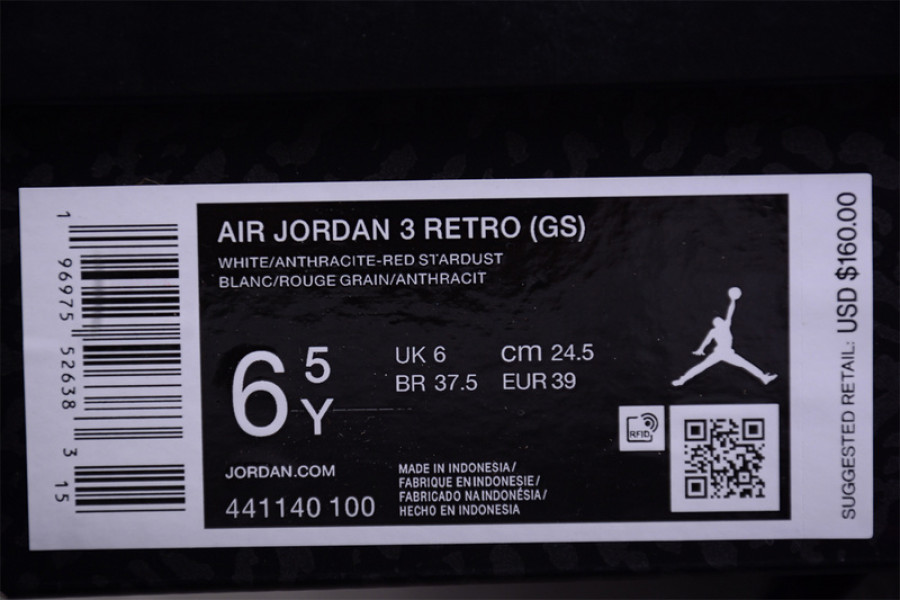 1 96975 52638 3 15
AIR JORDAN 3 RETRO (GS)
WHITE/ANTHRACITE-RED STARDUST
BLANC/ROUGE GRAIN/ANTHRACIT
6 5Y
UK 6 cm 24.5
BR 37.5 EUR 39
JORDAN.COM
441140 100
MADE IN INDONESIA/
FABRIQUE EN INDONESIE/
FABRICADO NA INDONÉSIA/
HECHO EN INDONESIA
RFID
SUGGESTED RETAIL: USD $160.00